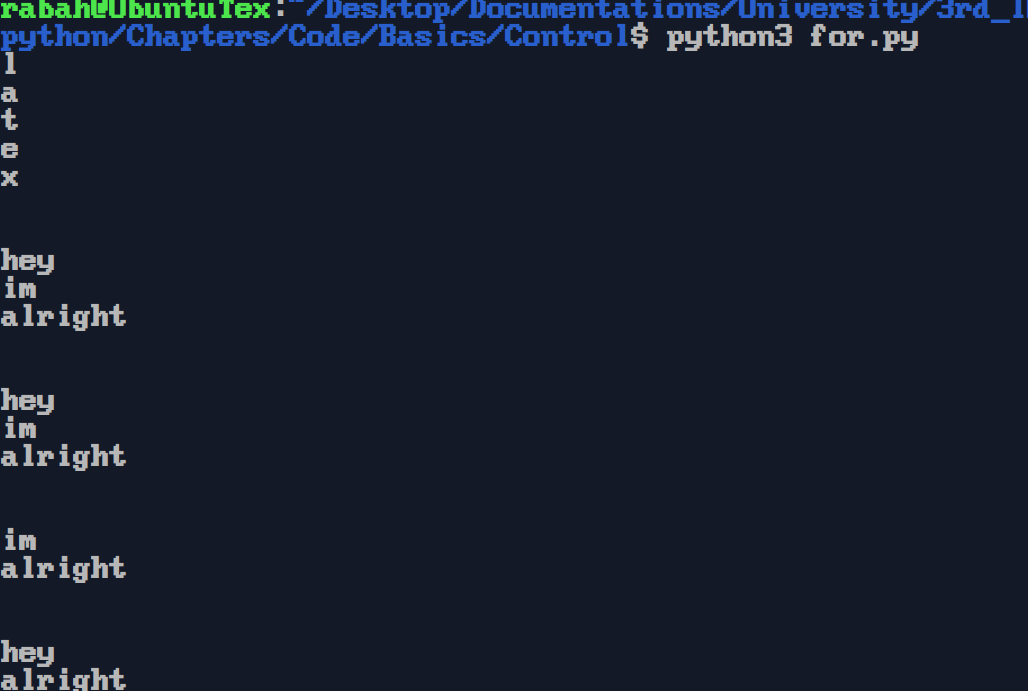 rabah@UbuntuTex:~/Desktop/Documentations/University/3rd_
python/Chapters/Code/Basics/Control$ python3 for.py
l
a
t
e
x
hey
im
alright
hey
im
alright
im
alright
hey
alright